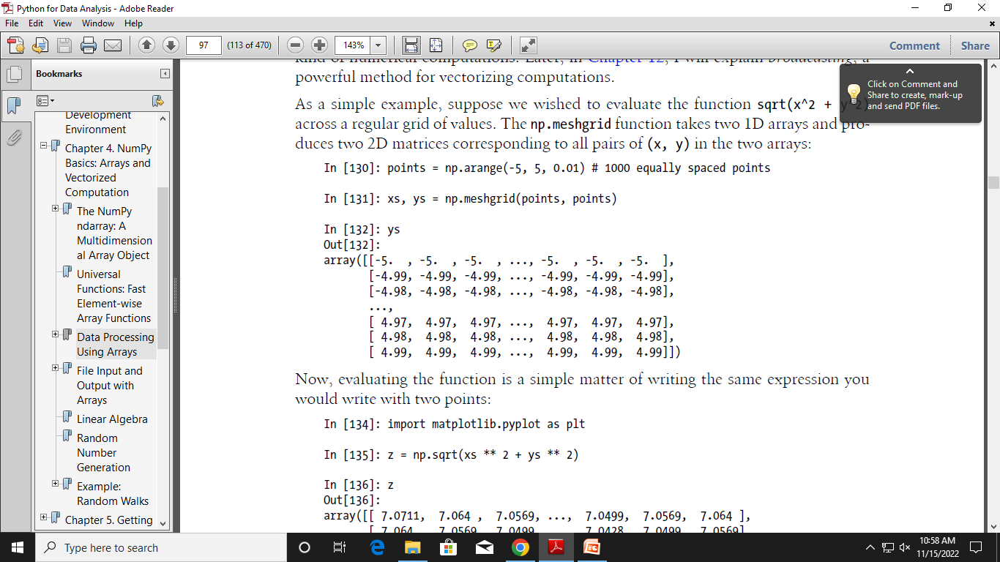 Python for Data Analysis - Adobe Reader
File Edit View Window Help
97 (113 of 470) 143% Comment Share
Bookmarks
Development
Environment
Chapter 4. NumPy
Basics: Arrays and
Vectorized
Computation
The NumPy
ndarray: A
Multidimension
al Array Object
Universal
Functions: Fast
Element-wise
Array Functions
Data Processing
Using Arrays
File Input and
Output with
Arrays
Linear Algebra
Random
Number
Generation
Example:
Random Walks
Chapter 5. Getting
kind of numerical computations. Later, in Chapter 12, I will explain broadcasting, a
powerful method for vectorizing computations.
As a simple example, suppose we wished to evaluate the function sqrt(x^2 + y^2)
across a regular grid of values. The np.meshgrid function takes two 1D arrays and pro-
duces two 2D matrices corresponding to all pairs of (x, y) in the two arrays:
In [130]: points = np.arange(-5, 5, 0.01) # 1000 equally spaced points
In [131]: xs, ys = np.meshgrid(points, points)
In [132]: ys
Out[132]:
array([[-5.  , -5.  , -5.  , ..., -5.  , -5.  , -5.  ],
[-4.99, -4.99, -4.99, ..., -4.99, -4.99, -4.99],
[-4.98, -4.98, -4.98, ..., -4.98, -4.98, -4.98],
...,
[ 4.97,  4.97,  4.97, ...,  4.97,  4.97,  4.97],
[ 4.98,  4.98,  4.98, ...,  4.98,  4.98,  4.98],
[ 4.99,  4.99,  4.99, ...,  4.99,  4.99,  4.99]])
Now, evaluating the function is a simple matter of writing the same expression you
would write with two points:
In [134]: import matplotlib.pyplot as plt
In [135]: z = np.sqrt(xs ** 2 + ys ** 2)
In [136]: z
Out[136]:
array([[ 7.0711,  7.064 ,  7.0569, ...,  7.0499,  7.0569,  7.064 ],
[ 7.064 , 7.0569, 7.0499, ..., 7.0428, 7.0499, 7.0569],
Click on Comment and
Share to create, mark-up
and send PDF files.
Type here to search
10:58 AM
11/15/2022